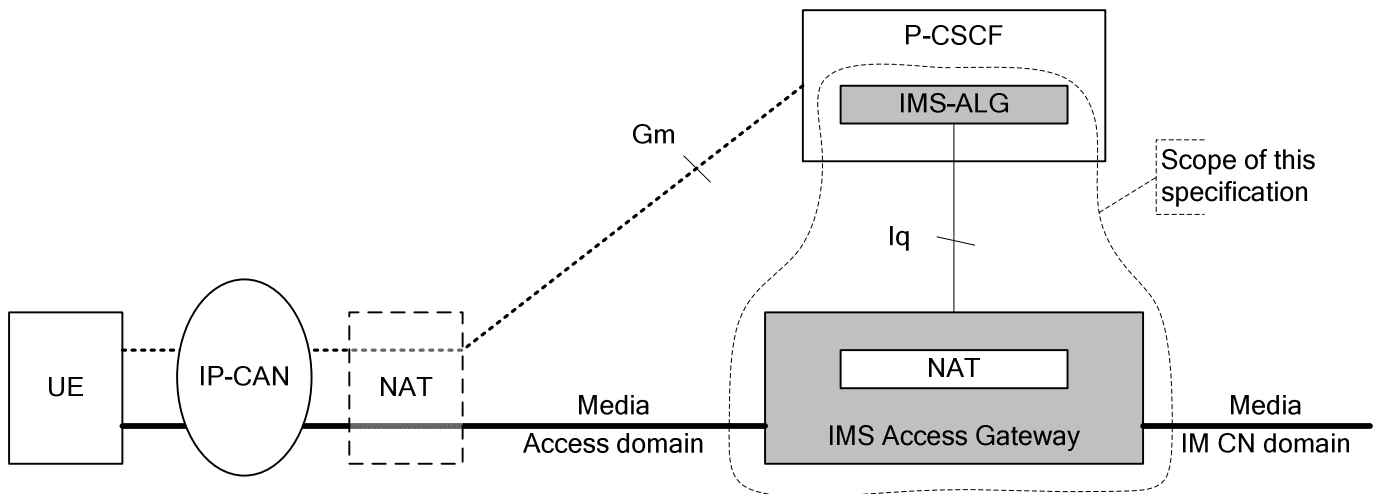 P-CSCF
IMS-ALG
Gm
Scope of this
specification
Iq
UE
IP-CAN
NAT
NAT
Media
Access domain
IMS Access Gateway
Media
IM CN domain